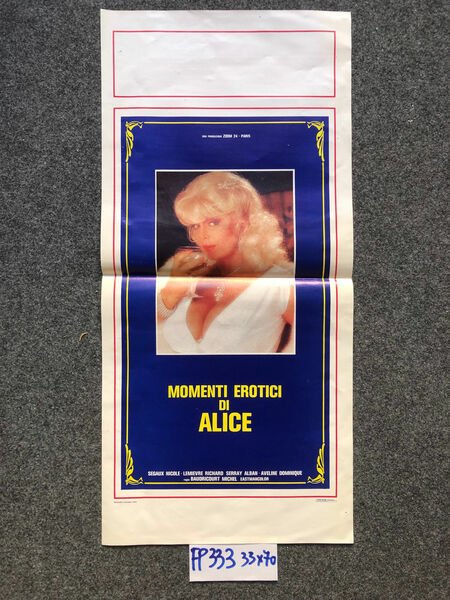 UNA PRODUZIONE ZOOM 24 - PARIS
MOMENTI EROTICI
DI
ALICE
SEGAUX NICOLE - LEMIEVRE RICHARD SERRAY ALBAN - AVELINE DOMINIQUE
regia BAUDRICOURT MICHEL EASTMANCOLOR
FP333 33x70